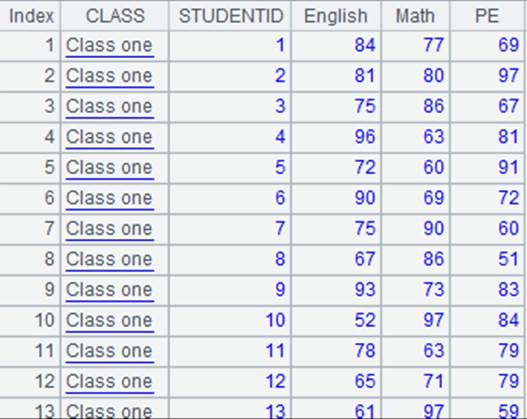 Index CLASS STUDENTID English Math PE
1 Class one 1 84 77 69
2 Class one 2 81 80 97
3 Class one 3 75 86 67
4 Class one 4 96 63 81
5 Class one 5 72 60 91
6 Class one 6 90 69 72
7 Class one 7 75 90 60
8 Class one 8 67 86 51
9 Class one 9 93 73 83
10 Class one 10 52 97 84
11 Class one 11 78 63 79
12 Class one 12 65 71 79
13 Class one 13 61 97 59